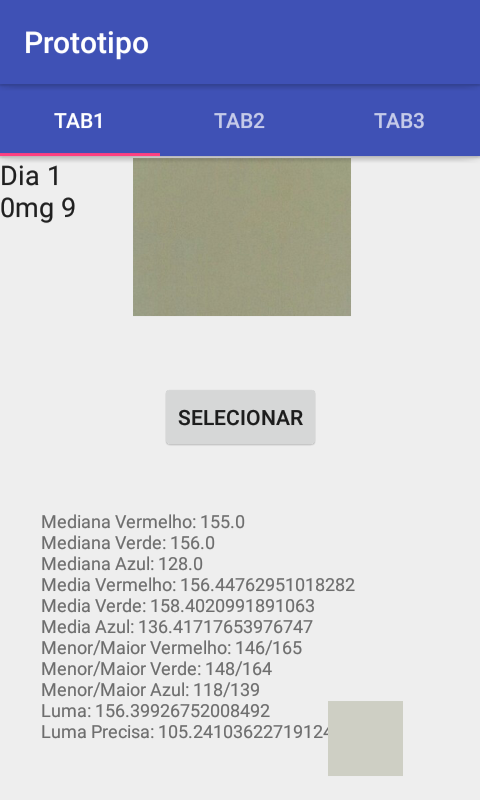 Prototipo
TAB1 TAB2 TAB3
Dia 1
0mg 9
SELECIONAR
Mediana Vermelho: 155.0
Mediana Verde: 156.0
Mediana Azul: 128.0
Media Vermelho: 156.44762951018282
Media Verde: 158.4020991891063
Media Azul: 136.41717653976747
Menor/Maior Vermelho: 146/165
Menor/Maior Verde: 148/164
Menor/Maior Azul: 118/139
Luma: 156.39926752008492
Luma Precisa: 105.24103622719124